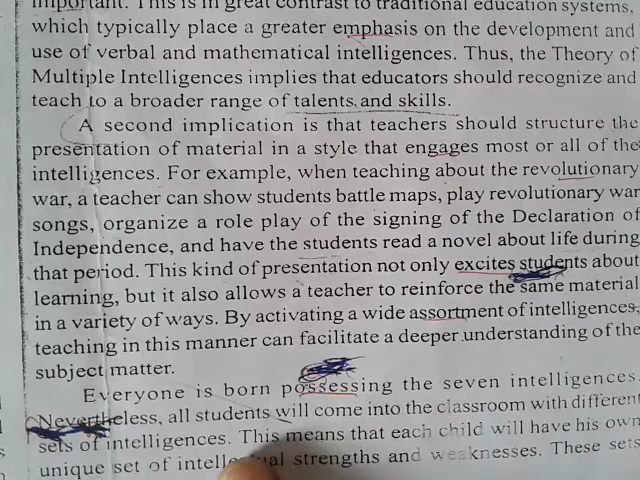 important. This is in great contrast to traditional education systems,
which typically place a greater emphasis on the development and
use of verbal and mathematical intelligences. Thus, the Theory of
Multiple Intelligences implies that educators should recognize and
teach to a broader range of talents and skills.
A second implication is that teachers should structure the
presentation of material in a style that engages most or all of the
intelligences. For example, when teaching about the revolutionary
war, a teacher can show students battle maps, play revolutionary war
songs, organize a role play of the signing of the Declaration of
Independence, and have the students read a novel about life during
that period. This kind of presentation not only excites students about
learning, but it also allows a teacher to reinforce the same material
in a variety of ways. By activating a wide assortment of intelligences,
teaching in this manner can facilitate a deeper understanding of the
subject matter.
Everyone is born possessing the seven intelligences.
Nevertheless, all students will come into the classroom with different
sets of intelligences. This means that each child will have his own
unique set of intellectual strengths and weaknesses. These sets